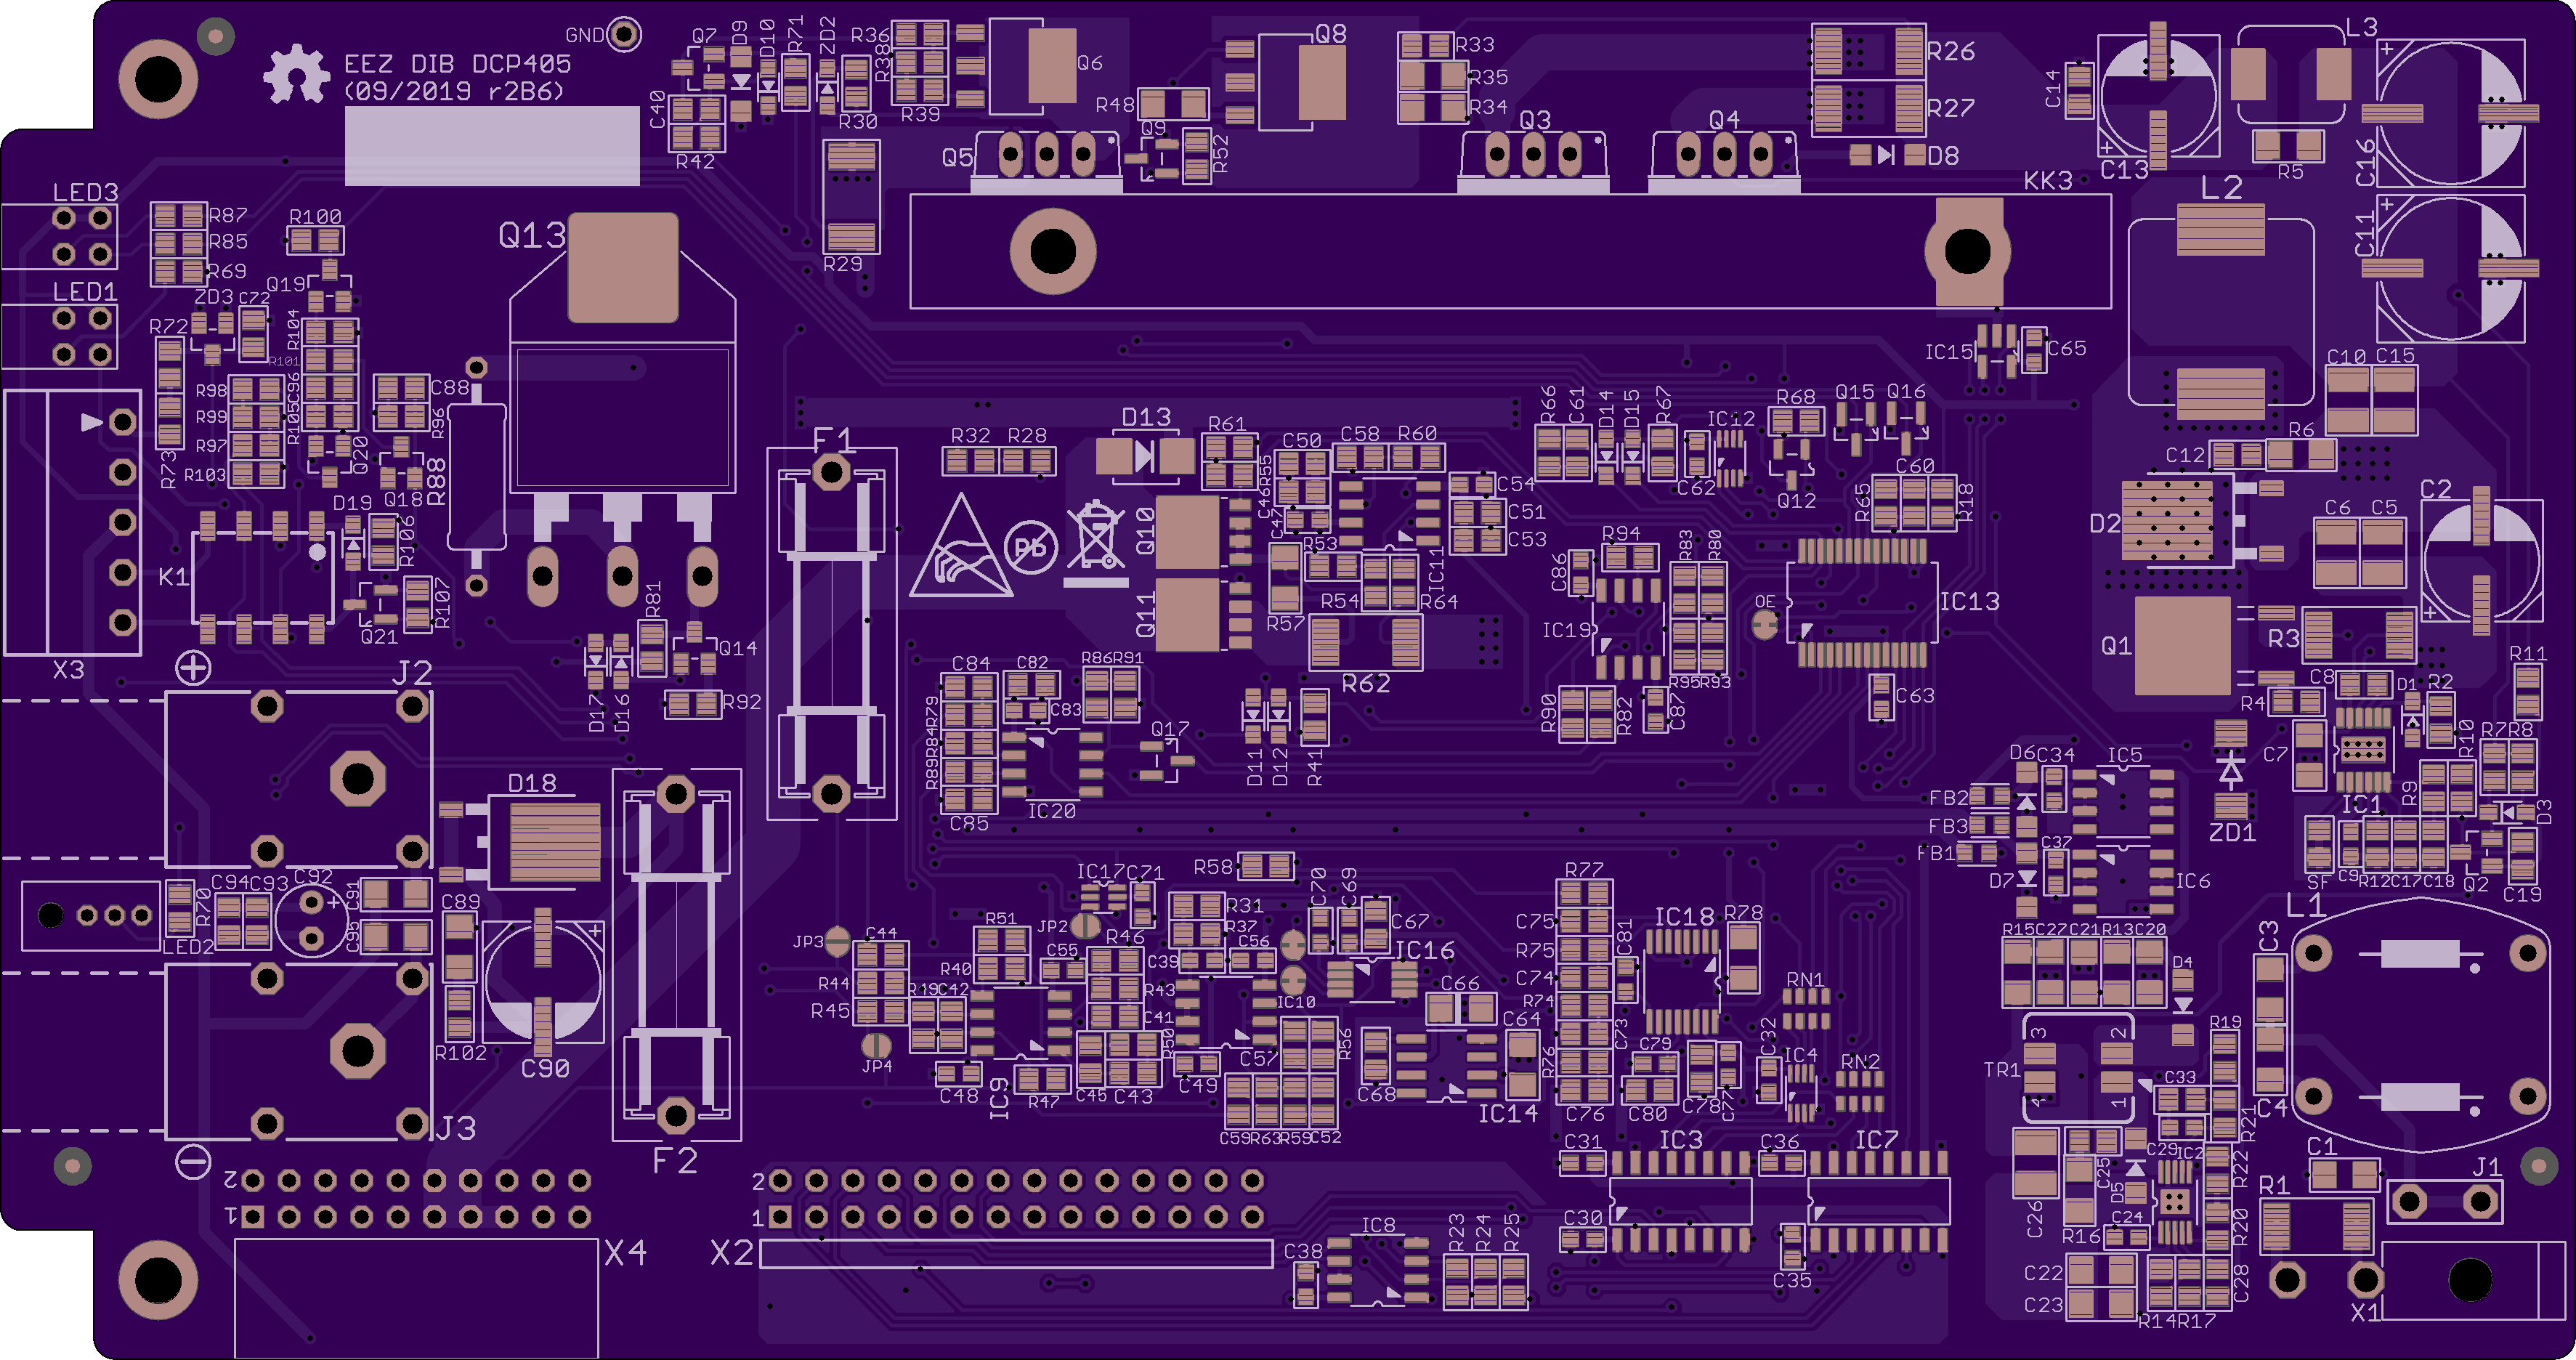 GND
EEZ DIB DCP405
(09/2019 r2B6)
Q7
D9
D10
R71
ZD2
R36
R38
R39
R30
C40
R42
Q6
Q8
R48
Q9
R52
Q5
R33
R35
R34
Q3
Q4
R26
R27
D8
KK3
C14
C13
L3
R5
C16
C11
L2
LED3
LED1
R87
R85
R69
R100
Q13
R29
ZD3
C72
Q19
R72
R104
R101
C96
R105
R98
R99
R97
R103
R73
C88
R96
Q20
Q18
R88
D19
R106
K1
R107
Q21
X3
J2
F1
R32
R28
D13
R61
C50
R55
C46
C47
C58
R60
C54
C51
C53
IC11
Q10
Q11
R53
R54
R64
R57
R62
Pb
R66
C61
D14
D15
R67
C62
IC12
R68
Q12
Q15
Q16
IC15
C65
R65
C60
R18
C86
R94
R83
R80
IC19
R95
R93
OE
IC13
C63
R90
R82
C87
C10
C15
C12
R6
D2
C6
C5
C2
Q1
R3
R4
C8
D1
R2
R11
R10
R7
R8
C7
IC1
R9
D3
ZD1
SF
C9
R12
C17
C18
Q2
C19
R81
Q14
D17
D16
R92
C84
C82
R86
R91
R79
C83
R84
R89
C85
IC20
Q17
D11
D12
R41
D6
C34
IC5
FB2
FB3
FB1
D7
C37
IC6
D18
LED2
R70
C94
C93
C92
+
C91
C95
C89
R102
C90
J3
F2
JP3
JP4
C44
R44
R45
R51
R40
R49
C42
C48
IC9
R47
C55
JP2
IC17
C71
R46
R43
C41
C45
C43
R50
C49
R31
R37
C39
C56
R58
IC10
C70
C69
C67
IC16
C66
C57
R56
C59
R63
R59
C52
C68
C64
IC14
R77
C75
R75
C74
R74
C73
R76
C76
C81
IC18
R78
C79
C80
C78
C77
C32
RN1
IC4
RN2
C31
IC3
C36
IC7
C30
C35
IC8
C38
R23
R24
R25
R15
C27
C21
R13
C20
D4
TR1
3
2
4
1
R19
C33
R21
C29
IC2
R22
C25
D5
C26
R16
C24
R20
C22
C23
R14
R17
C28
L1
C3
C4
C1
R1
J1
X1
2
1
X4
2
1
X2